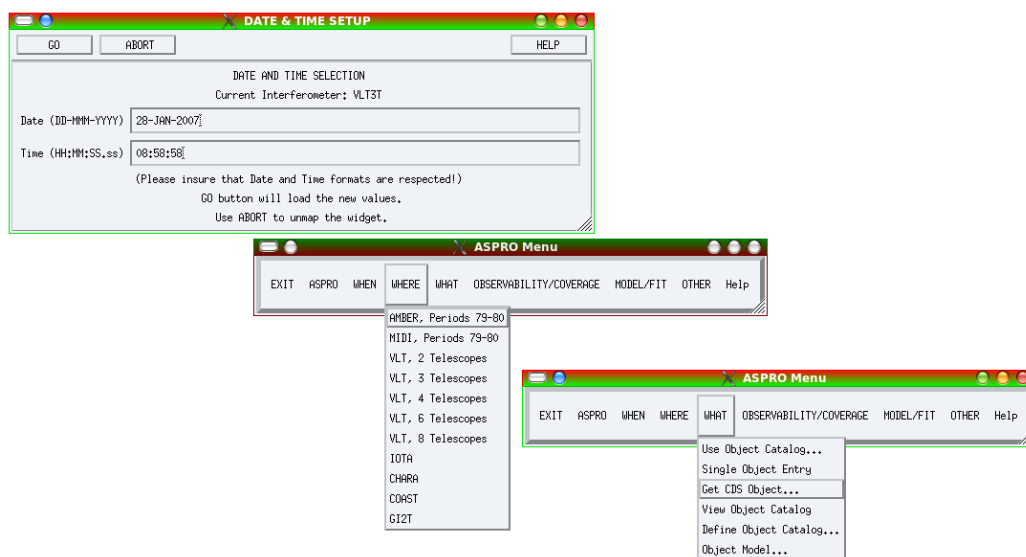 DATE & TIME SETUP
GO ABORT HELP
DATE AND TIME SELECTION
Current Interferometer: VLT3T
Date (DD-MMM-YYYY) 28-JAN-2007
Time (HH:MM:SS.ss) 08:58:58
(Please insure that Date and Time formats are respected!)
GO button will load the new values.
Use ABORT to unmap the widget.
ASPRO Menu
EXIT ASPRO WHEN WHERE WHAT OBSERVABILITY/COVERAGE MODEL/FIT OTHER Help
AMBER, Periods 79-80
MIDI, Periods 79-80
VLT, 2 Telescopes
VLT, 3 Telescopes
VLT, 4 Telescopes
VLT, 6 Telescopes
VLT, 8 Telescopes
IOTA
CHARA
COAST
GI2T
ASPRO Menu
EXIT ASPRO WHEN WHERE WHAT OBSERVABILITY/COVERAGE MODEL/FIT OTHER Help
Use Object Catalog...
Single Object Entry
Get CDS Object...
View Object Catalog
Define Object Catalog...
Object Model...